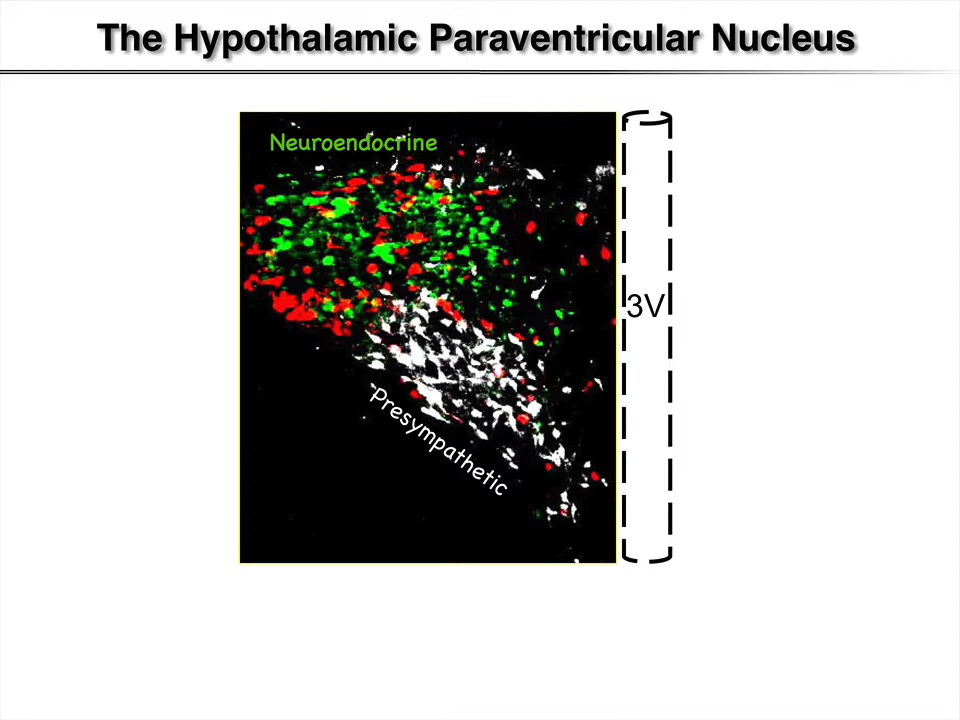 The Hypothalamic Paraventricular Nucleus
Neuroendocrine
3V
Presympathetic